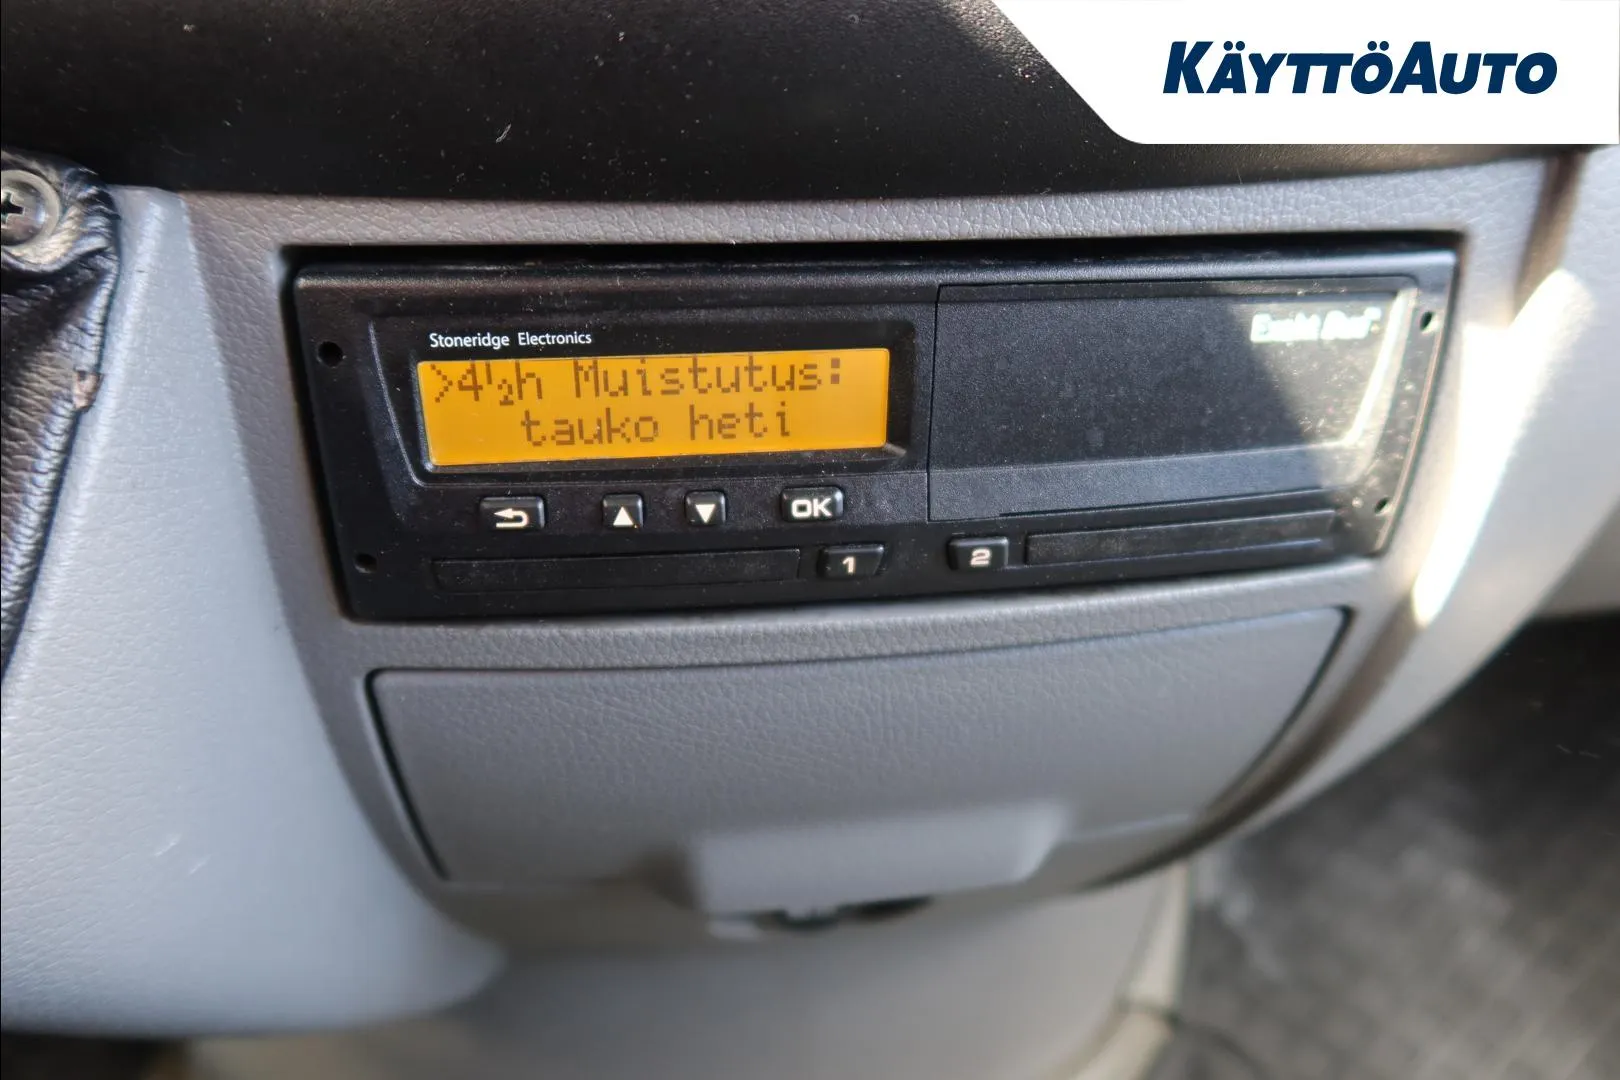 KÄYTTÖAUTO
Stoneridge Electronics
>4½h Muistutus:
tauko heti
OK
1
2